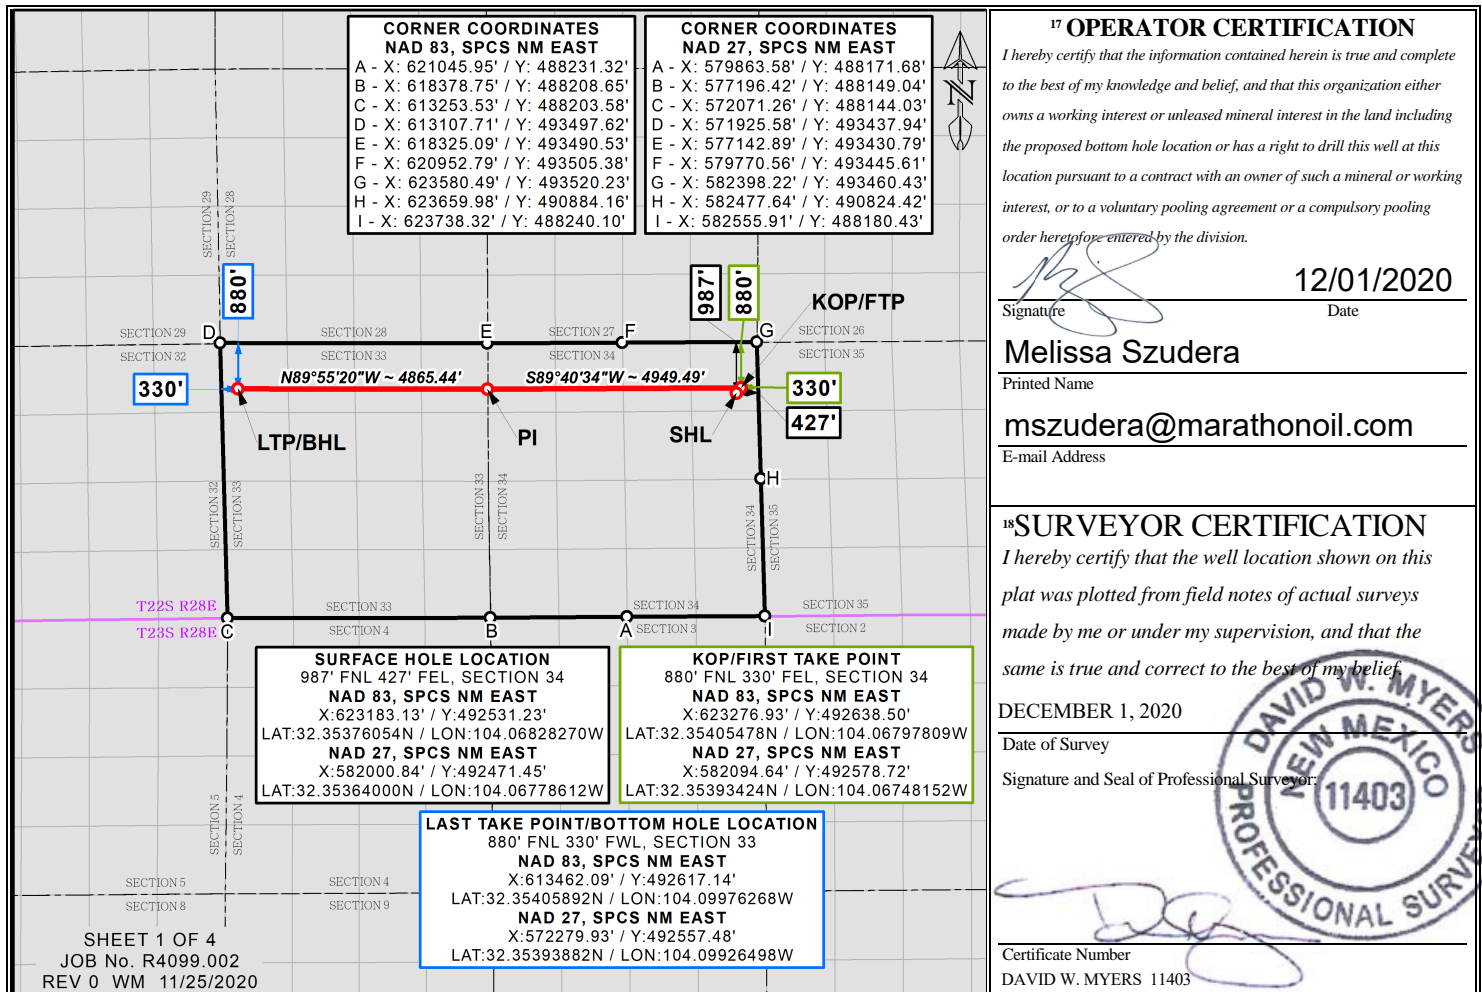 CORNER COORDINATES
NAD 83, SPCS NM EAST
A - X: 621045.95' / Y: 488231.32'
B - X: 618378.75' / Y: 488208.65'
C - X: 613253.53' / Y: 488203.58'
D - X: 613107.71' / Y: 493497.62'
E - X: 618325.09' / Y: 493490.53'
F - X: 620952.79' / Y: 493505.38'
G - X: 623580.49' / Y: 493520.23'
H - X: 623659.98' / Y: 490884.16'
I - X: 623738.32' / Y: 488240.10'
CORNER COORDINATES
NAD 27, SPCS NM EAST
A - X: 579863.58' / Y: 488171.68'
B - X: 577196.42' / Y: 488149.04'
C - X: 572071.26' / Y: 488144.03'
D - X: 571925.58' / Y: 493437.94'
E - X: 577142.89' / Y: 493430.79'
F - X: 579770.56' / Y: 493445.61'
G - X: 582398.22' / Y: 493460.43'
H - X: 582477.64' / Y: 490824.42'
I - X: 582555.91' / Y: 488180.43'
N
SECTION 29
SECTION 28
880'
987'
880'
KOP/FTP
SECTION 29
D
SECTION 28
E
SECTION 27
F
G
SECTION 26
SECTION 32
SECTION 33
SECTION 34
SECTION 35
330'
N89°55'20"W ~ 4865.44'
S89°40'34"W ~ 4949.49'
330'
427'
LTP/BHL
PI
SHL
H
SECTION 32
SECTION 33
SECTION 33
SECTION 34
SECTION 34
SECTION 35
T22S R28E
SECTION 33
SECTION 34
SECTION 35
T23S R28E
C
SECTION 4
B
A
SECTION 3
I
SECTION 2
SURFACE HOLE LOCATION
987' FNL 427' FEL, SECTION 34
NAD 83, SPCS NM EAST
X:623183.13' / Y:492531.23'
LAT:32.35376054N / LON:104.06828270W
NAD 27, SPCS NM EAST
X:582000.84' / Y:492471.45'
LAT:32.35364000N / LON:104.06778612W
KOP/FIRST TAKE POINT
880' FNL 330' FEL, SECTION 34
NAD 83, SPCS NM EAST
X:623276.93' / Y:492638.50'
LAT:32.35405478N / LON:104.06797809W
NAD 27, SPCS NM EAST
X:582094.64' / Y:492578.72'
LAT:32.35393424N / LON:104.06748152W
SECTION 5
SECTION 4
LAST TAKE POINT/BOTTOM HOLE LOCATION
880' FNL 330' FWL, SECTION 33
NAD 83, SPCS NM EAST
X:613462.09' / Y:492617.14'
LAT:32.35405892N / LON:104.09976268W
NAD 27, SPCS NM EAST
X:572279.93' / Y:492557.48'
LAT:32.35393882N / LON:104.09926498W
SECTION 5
SECTION 4
SECTION 8
SECTION 9
SHEET 1 OF 4
JOB No. R4099.002
REV 0 WM 11/25/2020
17 OPERATOR CERTIFICATION
I hereby certify that the information contained herein is true and complete
to the best of my knowledge and belief, and that this organization either
owns a working interest or unleased mineral interest in the land including
the proposed bottom hole location or has a right to drill this well at this
location pursuant to a contract with an owner of such a mineral or working
interest, or to a voluntary pooling agreement or a compulsory pooling
order heretofore entered by the division.
12/01/2020
Signature Date
Melissa Szudera
Printed Name
mszudera@marathonoil.com
E-mail Address
18SURVEYOR CERTIFICATION
I hereby certify that the well location shown on this
plat was plotted from field notes of actual surveys
made by me or under my supervision, and that the
same is true and correct to the best of my belief.
DECEMBER 1, 2020
Date of Survey
Signature and Seal of Professional Surveyor:
DAVID W. MYERS
NEW MEXICO
11403
PROFESSIONAL SURVEYOR
Certificate Number
DAVID W. MYERS 11403